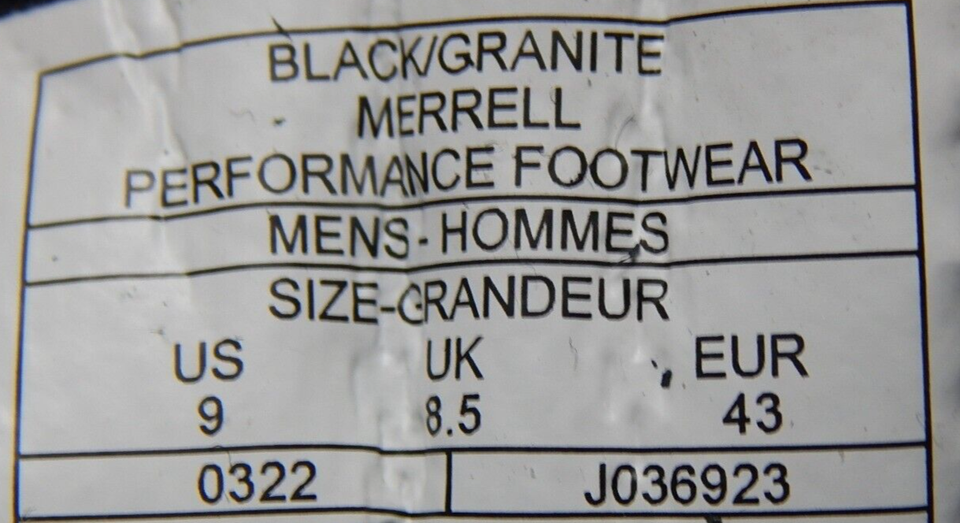 BLACK/GRANITE
MERRELL
PERFORMANCE FOOTWEAR
MENS-HOMMES
SIZE-GRANDEUR
US UK EUR
9 8.5 43
0322 J036923